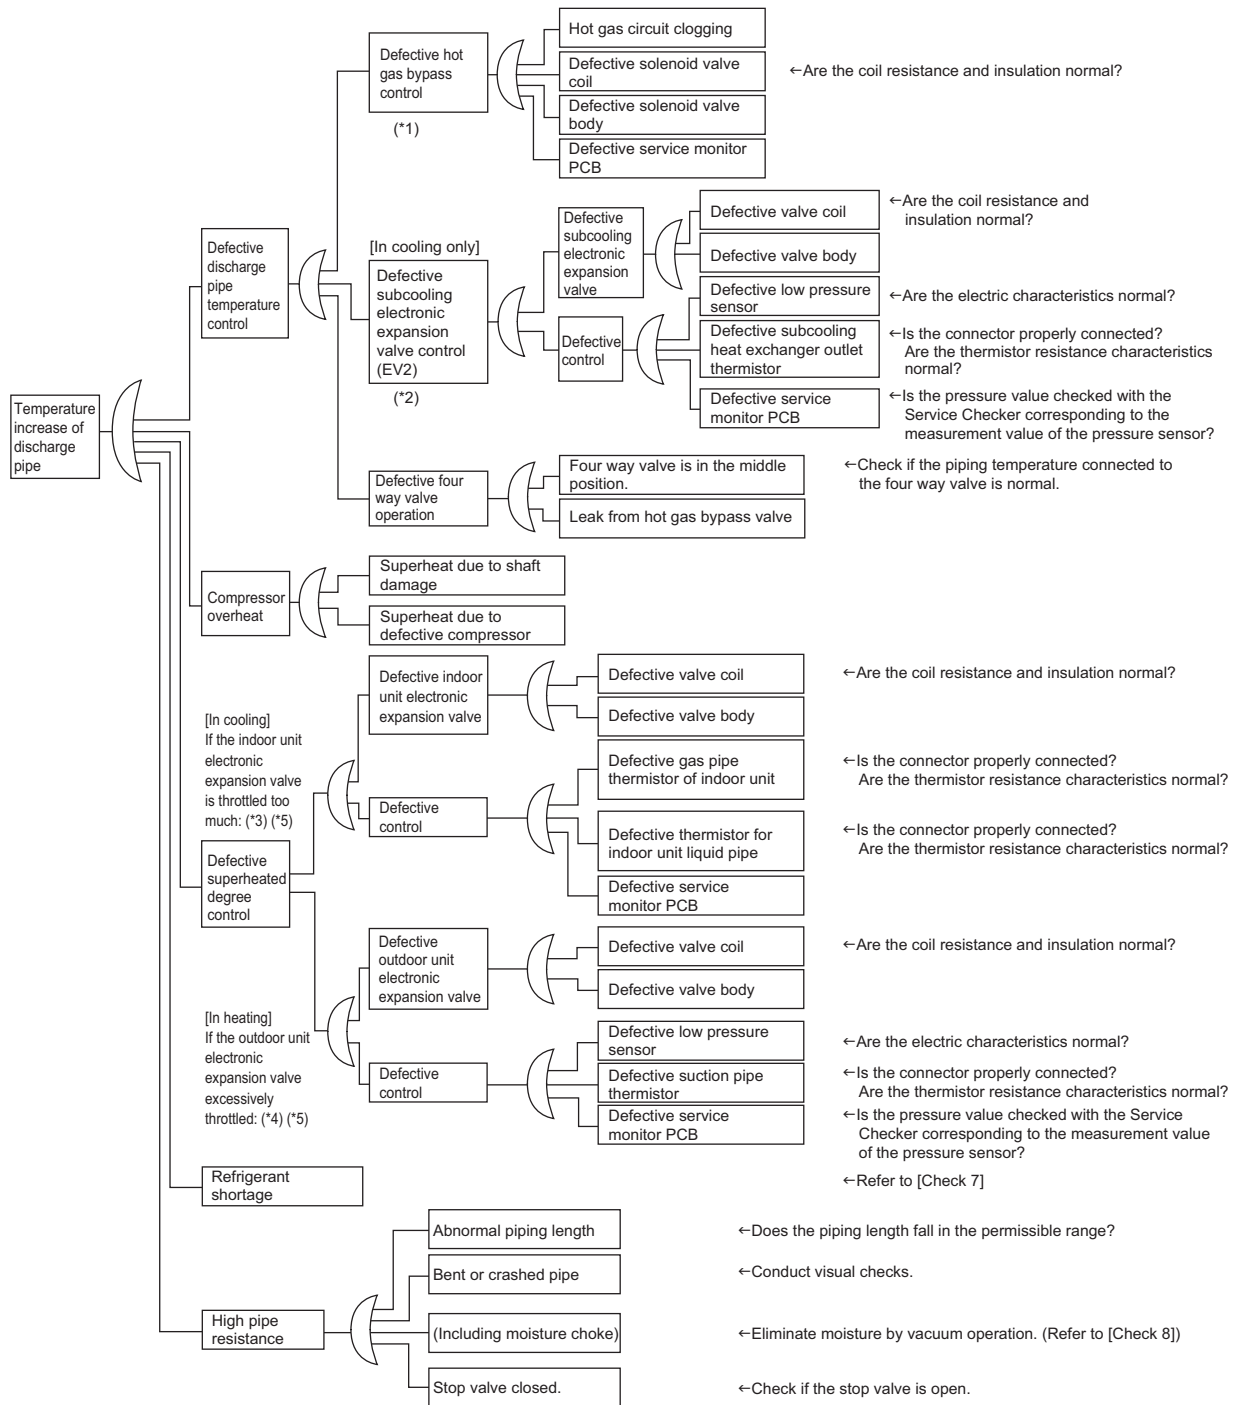 Temperature
increase of
discharge
pipe
Defective
discharge
pipe
temperature
control
Defective hot
gas bypass
control
(*1)
Hot gas circuit clogging
Defective solenoid valve
coil
←Are the coil resistance and insulation normal?
Defective solenoid valve
body
Defective service monitor
PCB
[In cooling only]
Defective
subcooling
electronic
expansion
valve control
(EV2)
(*2)
Defective
subcooling
electronic
expansion
valve
Defective valve coil
←Are the coil resistance and
insulation normal?
Defective valve body
Defective
control
Defective low pressure
sensor
←Are the electric characteristics normal?
Defective subcooling
heat exchanger outlet
thermistor
←Is the connector properly connected?
Are the thermistor resistance characteristics
normal?
Defective service
monitor PCB
←Is the pressure value checked with the
Service Checker corresponding to the
measurement value of the pressure sensor?
Defective four
way valve
operation
Four way valve is in the middle
position.
←Check if the piping temperature connected to
the four way valve is normal.
Leak from hot gas bypass valve
Compressor
overheat
Superheat due to shaft
damage
Superheat due to
defective compressor
[In cooling]
If the indoor unit
electronic
expansion valve
is throttled too
much: (*3) (*5)
Defective
superheated
degree
control
Defective indoor
unit electronic
expansion valve
Defective valve coil
←Are the coil resistance and insulation normal?
Defective valve body
Defective
control
Defective gas pipe
thermistor of indoor unit
←Is the connector properly connected?
Are the thermistor resistance characteristics normal?
Defective thermistor for
indoor unit liquid pipe
←Is the connector properly connected?
Are the thermistor resistance characteristics normal?
Defective service
monitor PCB
[In heating]
If the outdoor unit
electronic
expansion valve
excessively
throttled: (*4) (*5)
Defective
outdoor unit
electronic
expansion valve
Defective valve coil
←Are the coil resistance and insulation normal?
Defective valve body
Defective
control
Defective low pressure
sensor
←Are the electric characteristics normal?
Defective suction pipe
thermistor
←Is the connector properly connected?
Are the thermistor resistance characteristics normal?
Defective service
monitor PCB
←Is the pressure value checked with the Service
Checker corresponding to the measurement value
of the pressure sensor?
Refrigerant
shortage
←Refer to [Check 7]
High pipe
resistance
Abnormal piping length
←Does the piping length fall in the permissible range?
Bent or crashed pipe
←Conduct visual checks.
(Including moisture choke)
←Eliminate moisture by vacuum operation. (Refer to [Check 8])
Stop valve closed.
←Check if the stop valve is open.